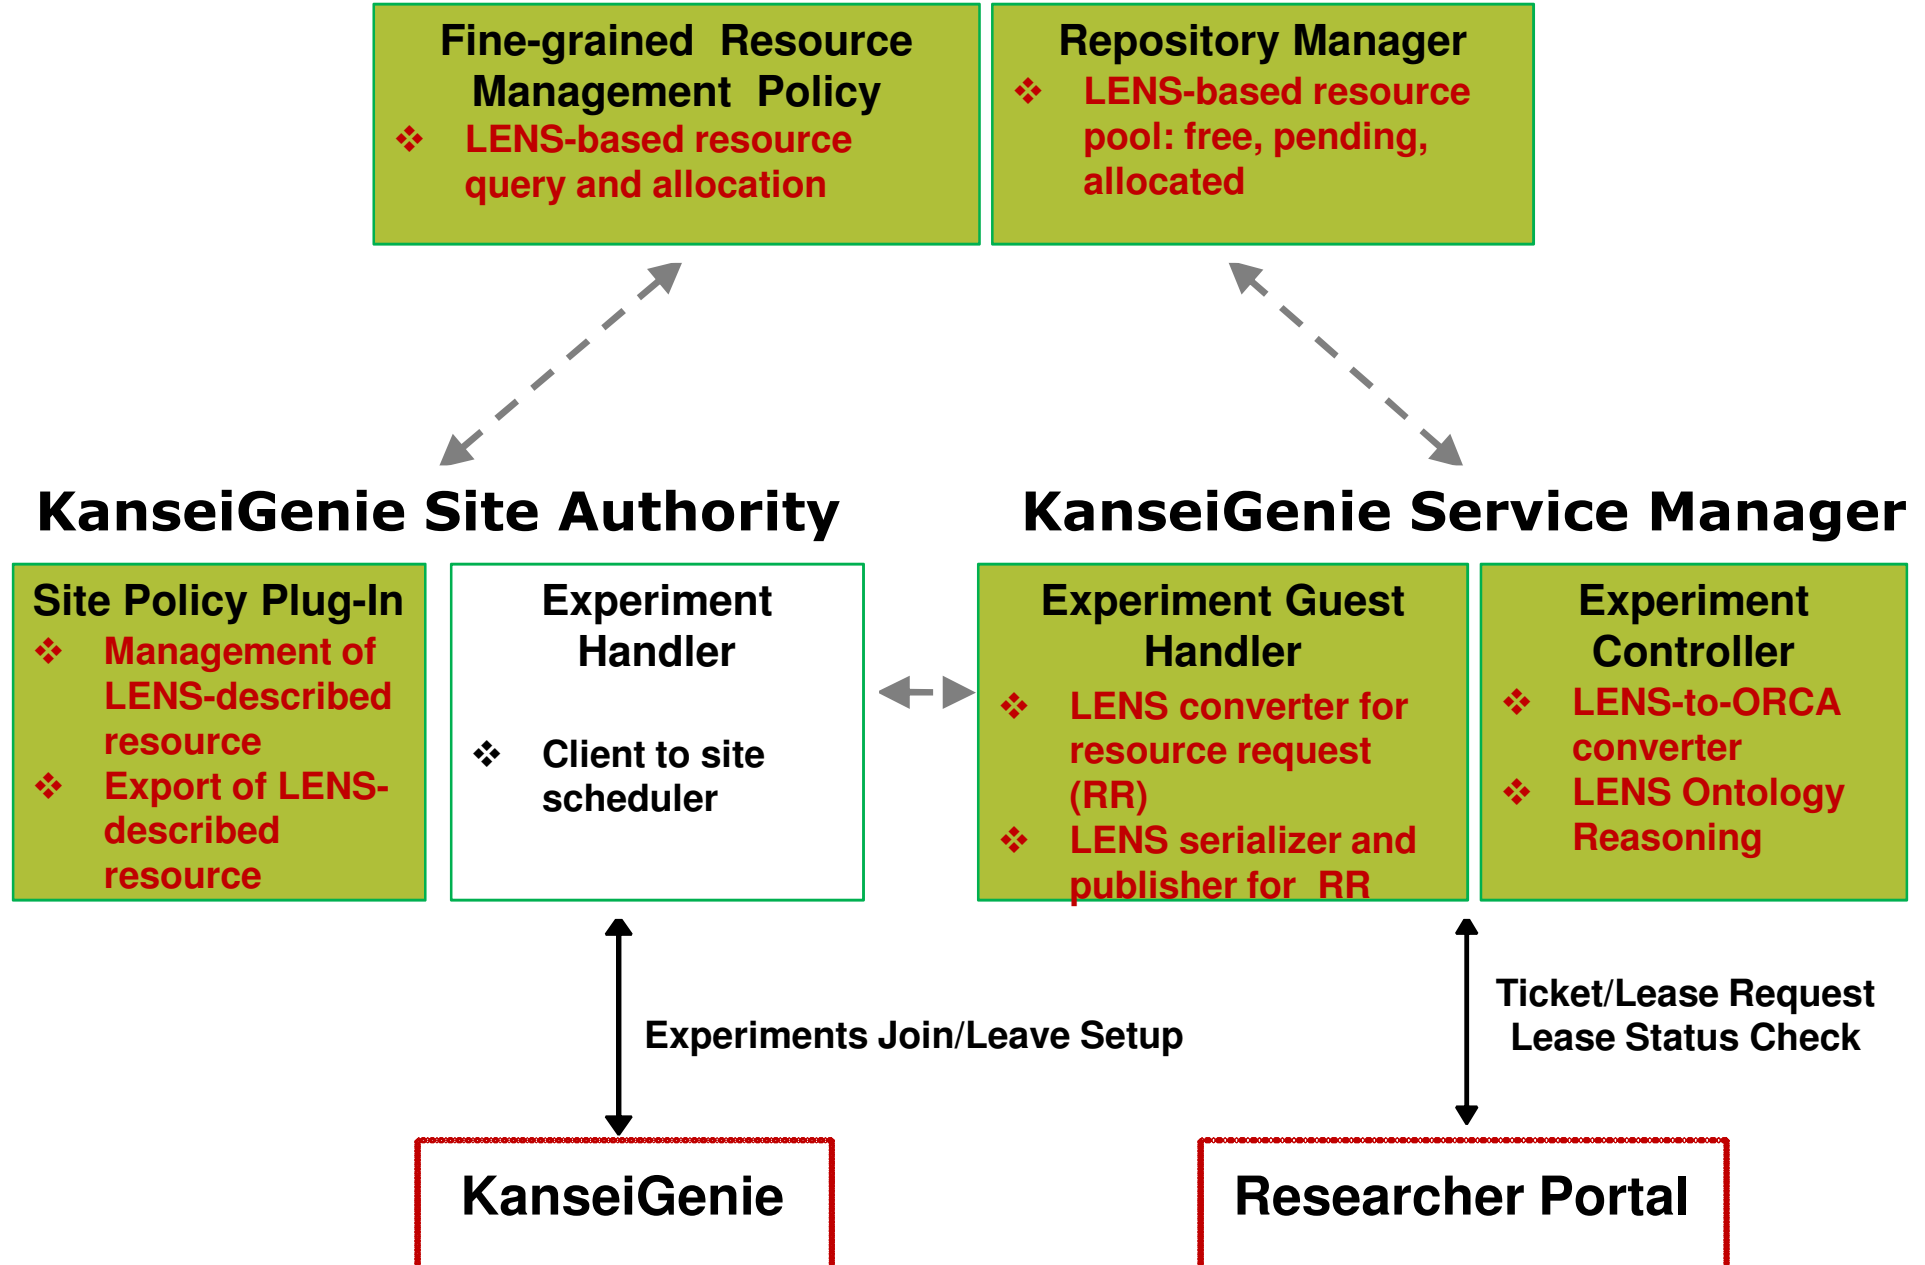 Fine-grained Resource
Management Policy
❖ LENS-based resource
query and allocation
Repository Manager
❖ LENS-based resource
pool: free, pending,
allocated
KanseiGenie Site Authority
KanseiGenie Service Manager
Site Policy Plug-In
❖ Management of
LENS-described
resource
❖ Export of LENS-
described
resource
Experiment
Handler
❖ Client to site
scheduler
Experiment Guest
Handler
❖ LENS converter for
resource request
(RR)
❖ LENS serializer and
publisher for RR
Experiment
Controller
❖ LENS-to-ORCA
converter
❖ LENS Ontology
Reasoning
Experiments Join/Leave Setup
Ticket/Lease Request
Lease Status Check
KanseiGenie
Researcher Portal